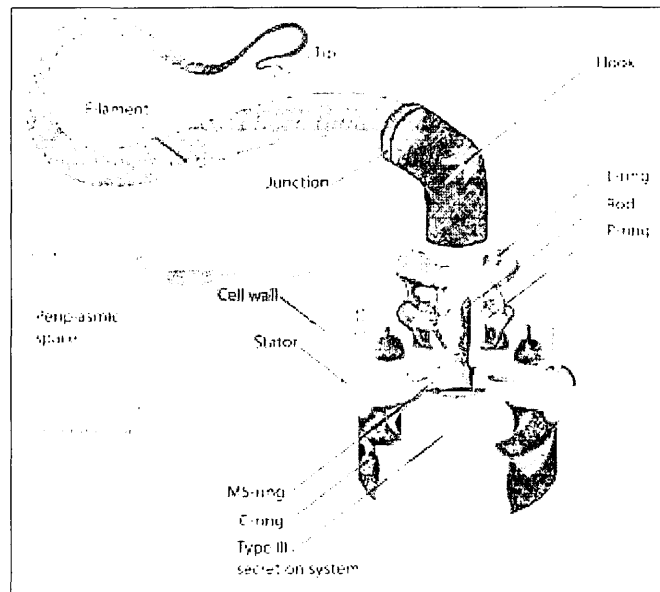 Tip
Hook
Filament
Junction
L-ring
Rod
P-ring
Cell wall
Periplasmic
space
Stator
MS-ring
C-ring
Type III
secretion system